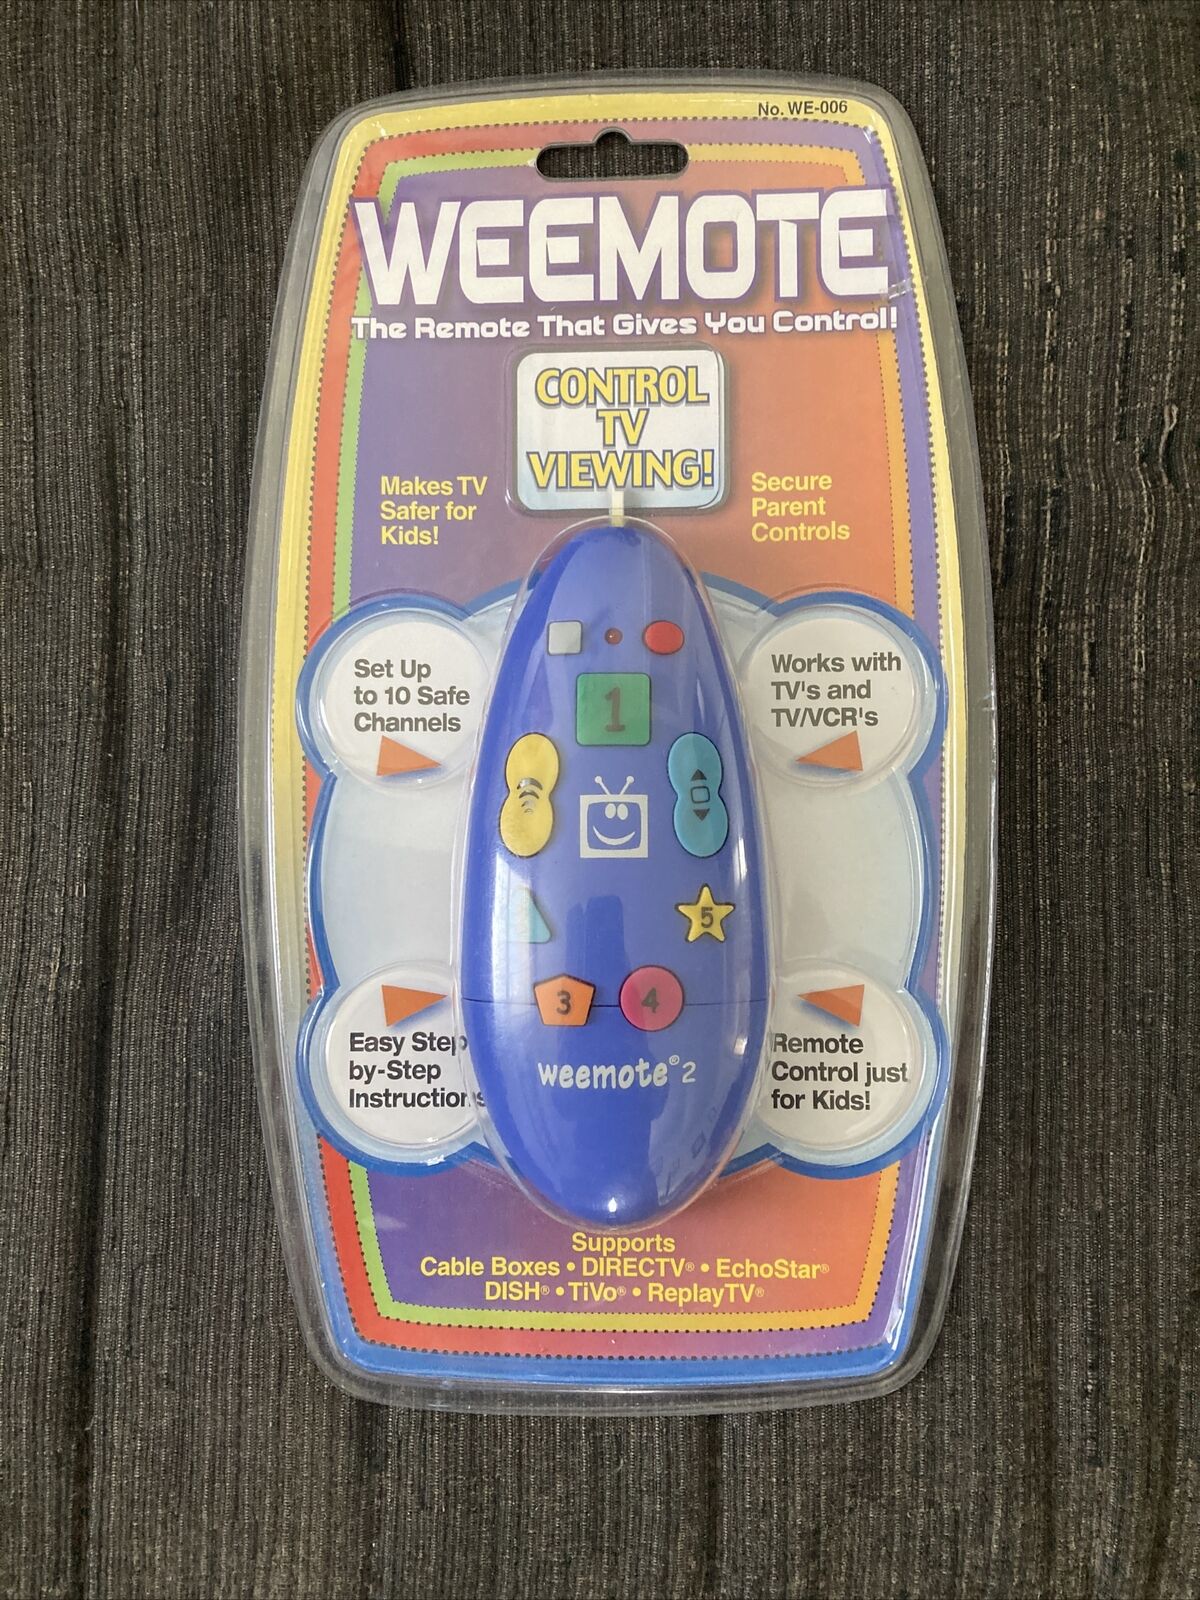 No. WE-006
WEEMOTE
The Remote That Gives You Control!
CONTROL
TV
VIEWING!
Makes TV
Safer for
Kids!
Secure
Parent
Controls
Set Up
to 10 Safe
Channels
Works with
TV's and
TV/VCR's
1
5
3
4
Easy Step
by-Step
Instructions
weemote® 2
Remote
Control just
for Kids!
Supports
Cable Boxes • DIRECTV® • EchoStar®
DISH® • TiVo® • ReplayTV®